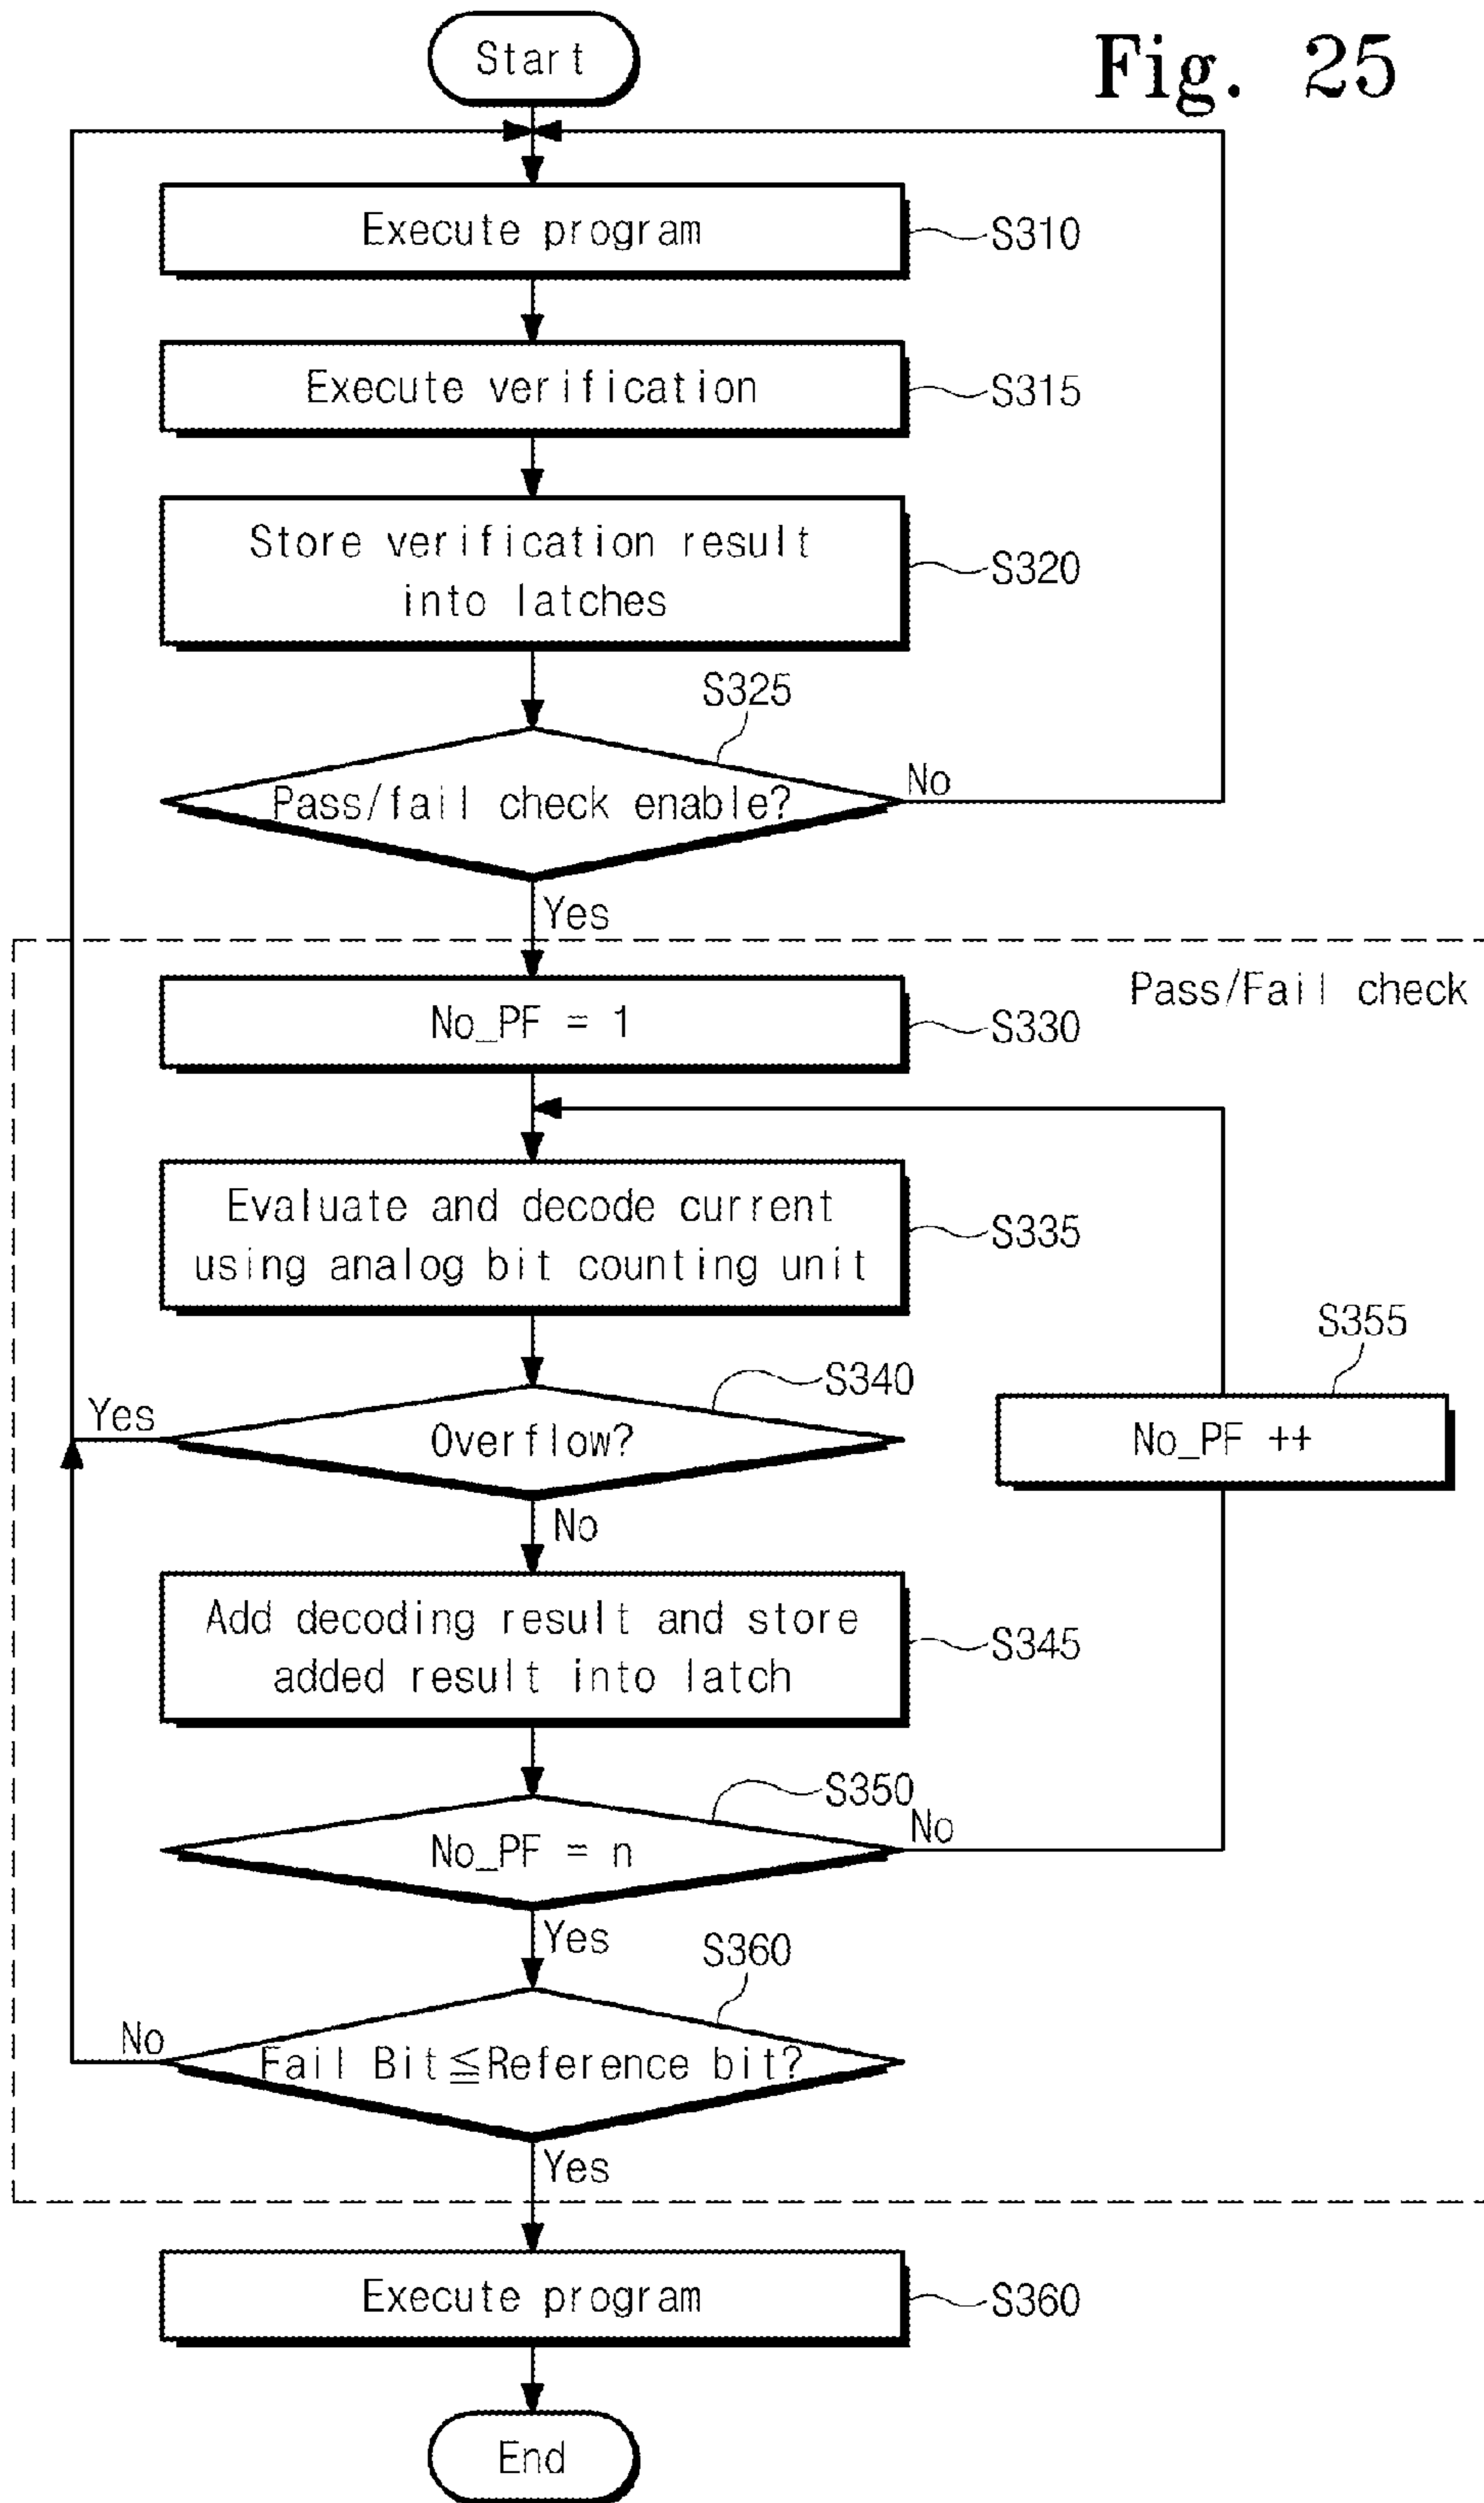 Fig. 25
Start
Execute program
S310
Execute verification
S315
Store verification result
into latches
S320
S325
Pass/fail check enable?
No
Yes
Pass/Fail check
No_PF = 1
S330
Evaluate and decode current
using analog bit counting unit
S335
S355
No_PF ++
S340
Yes
Overflow?
No
Add decoding result and store
added result into latch
S345
S350
No_PF = n
No
Yes
S360
No
Fail Bit≦Reference bit?
Yes
Execute program
S360
End